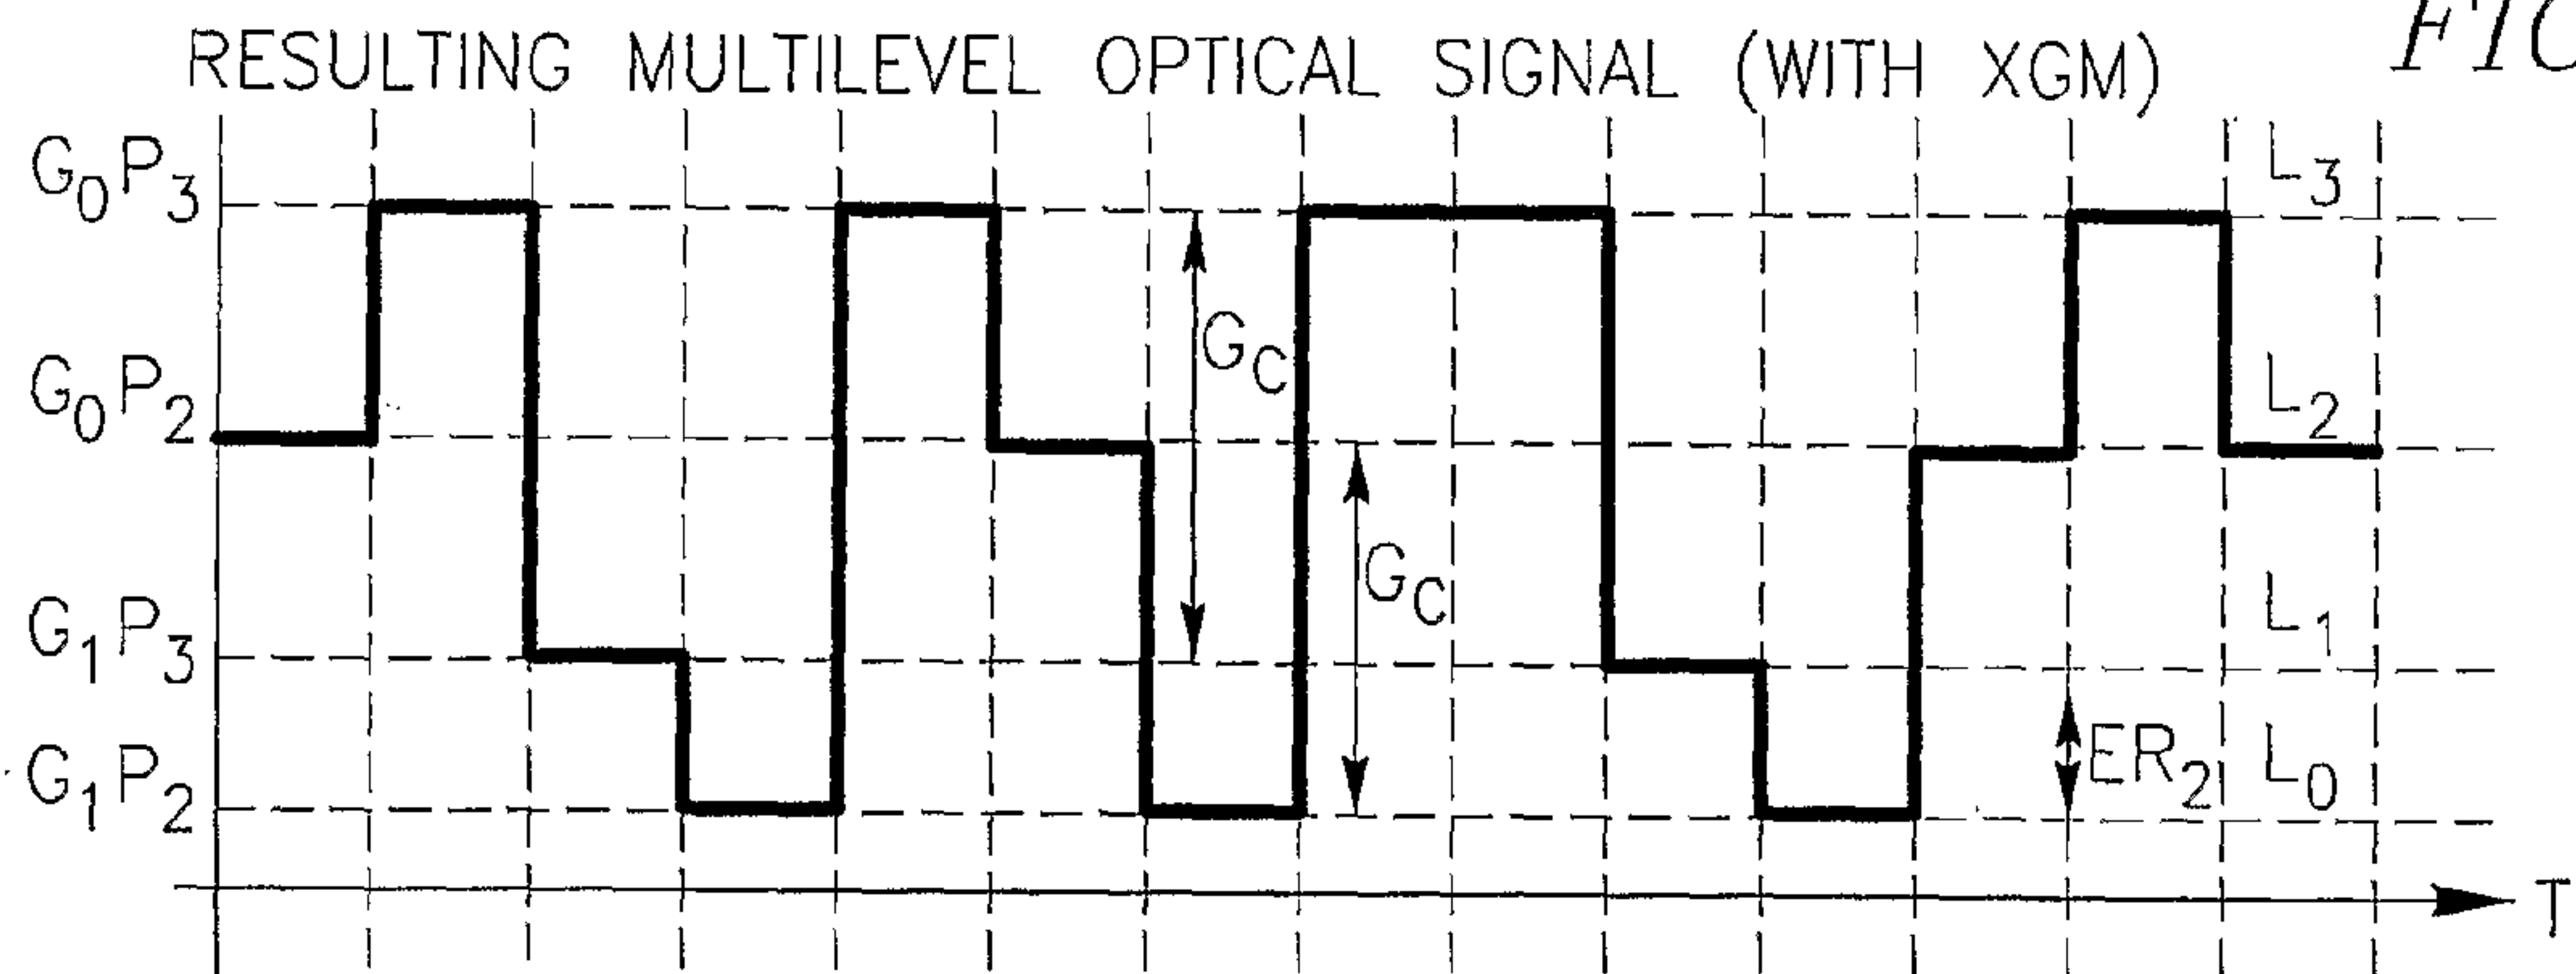 RESULTING MULTILEVEL OPTICAL SIGNAL (WITH XGM)
G0P3
L3
GC
G0P2
L2
GC
G1P3
L1
ER2
G1P2
L0
T